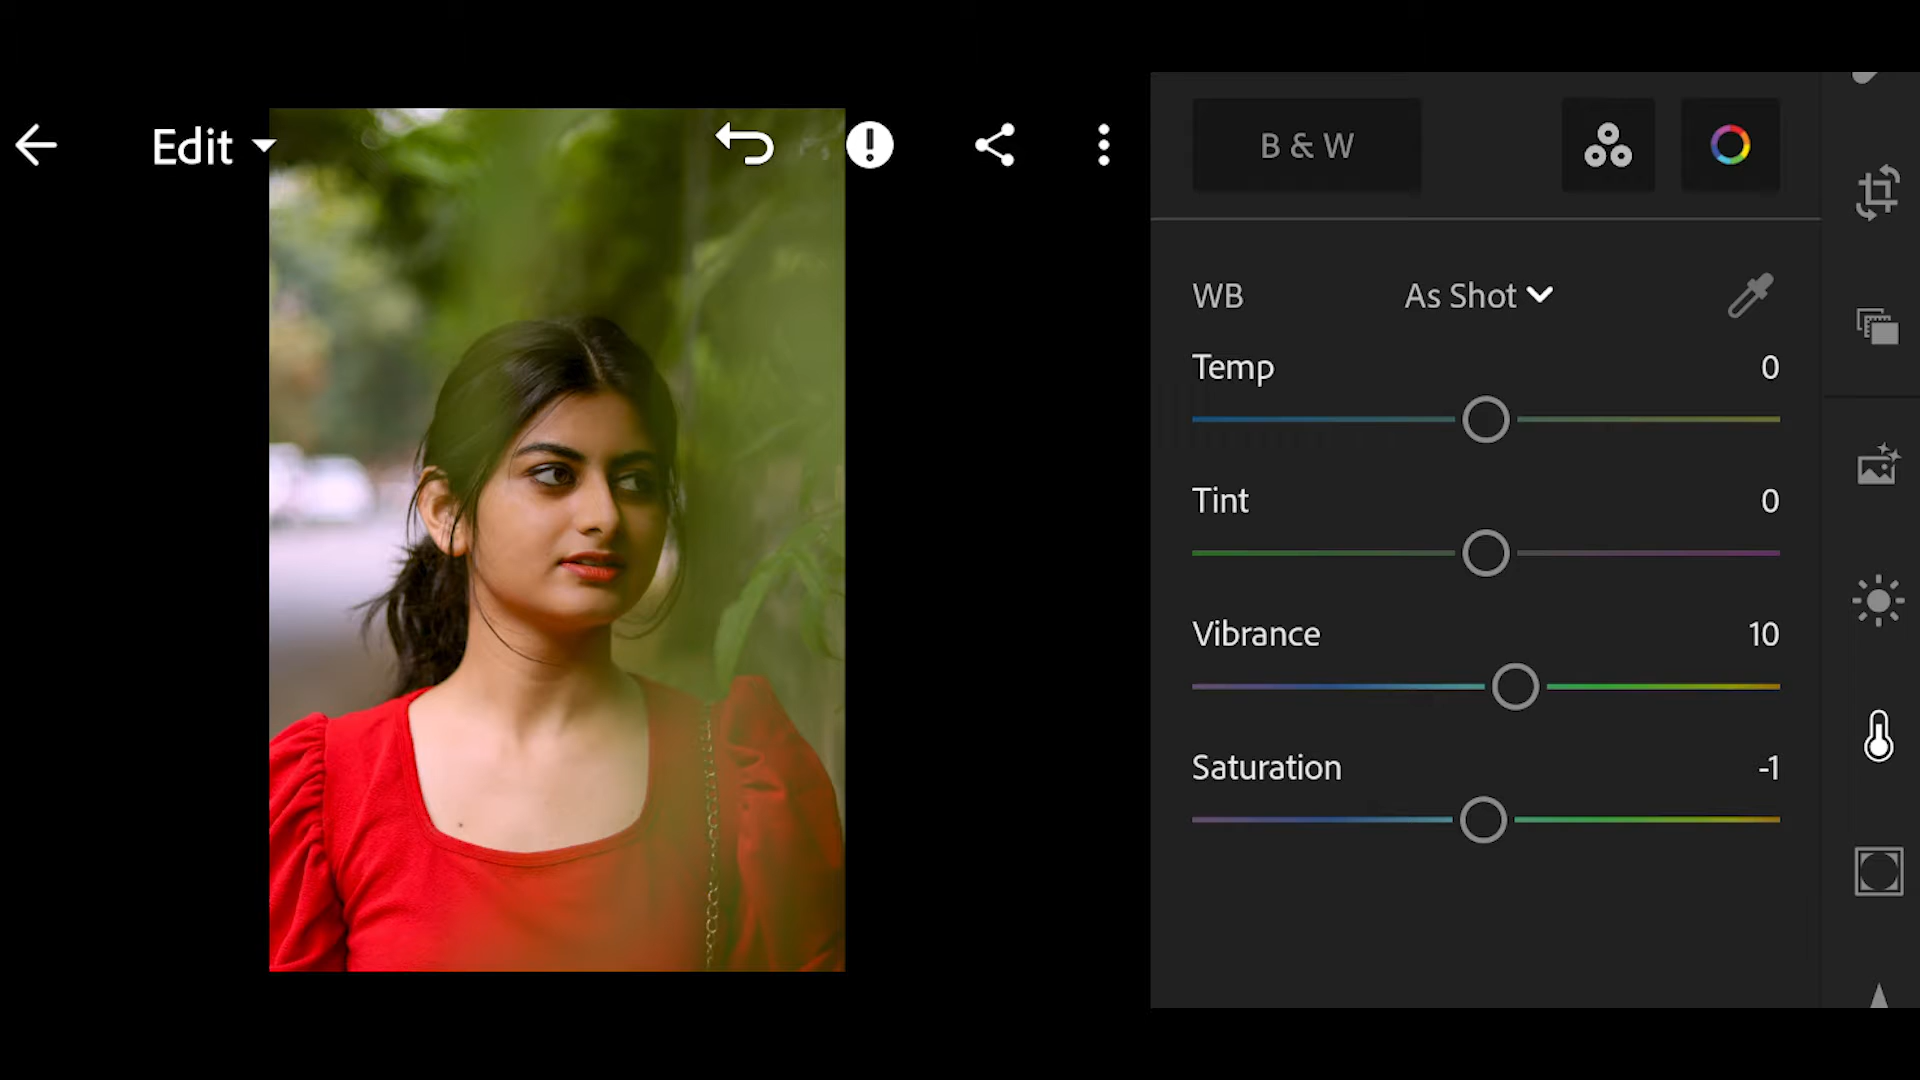 Edit
B & W
WB As Shot
Temp 0
Tint 0
Vibrance 10
Saturation -1